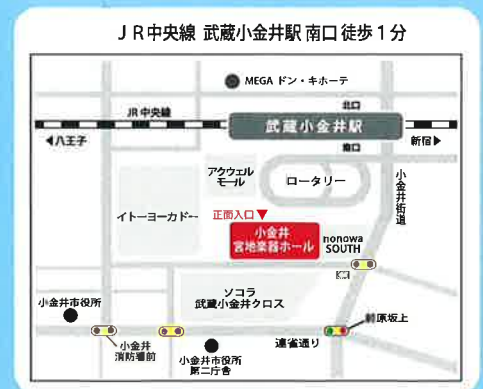 JR中央線 武蔵小金井駅 南口 徒歩1分
MEGA ドン・キホーテ
JR 中央線
北口
武蔵小金井駅
◀八王子
南口
新宿▶
アクウェル
モール
ロータリー
小金井街道
イトーヨーカドー
正面入口▼
小金井
宮地楽器ホール
nonowa
SOUTH
ソコラ
武蔵小金井クロス
小金井市役所
前原坂上
小金井
消防署前
小金井市役所
第二庁舎
連雀通り